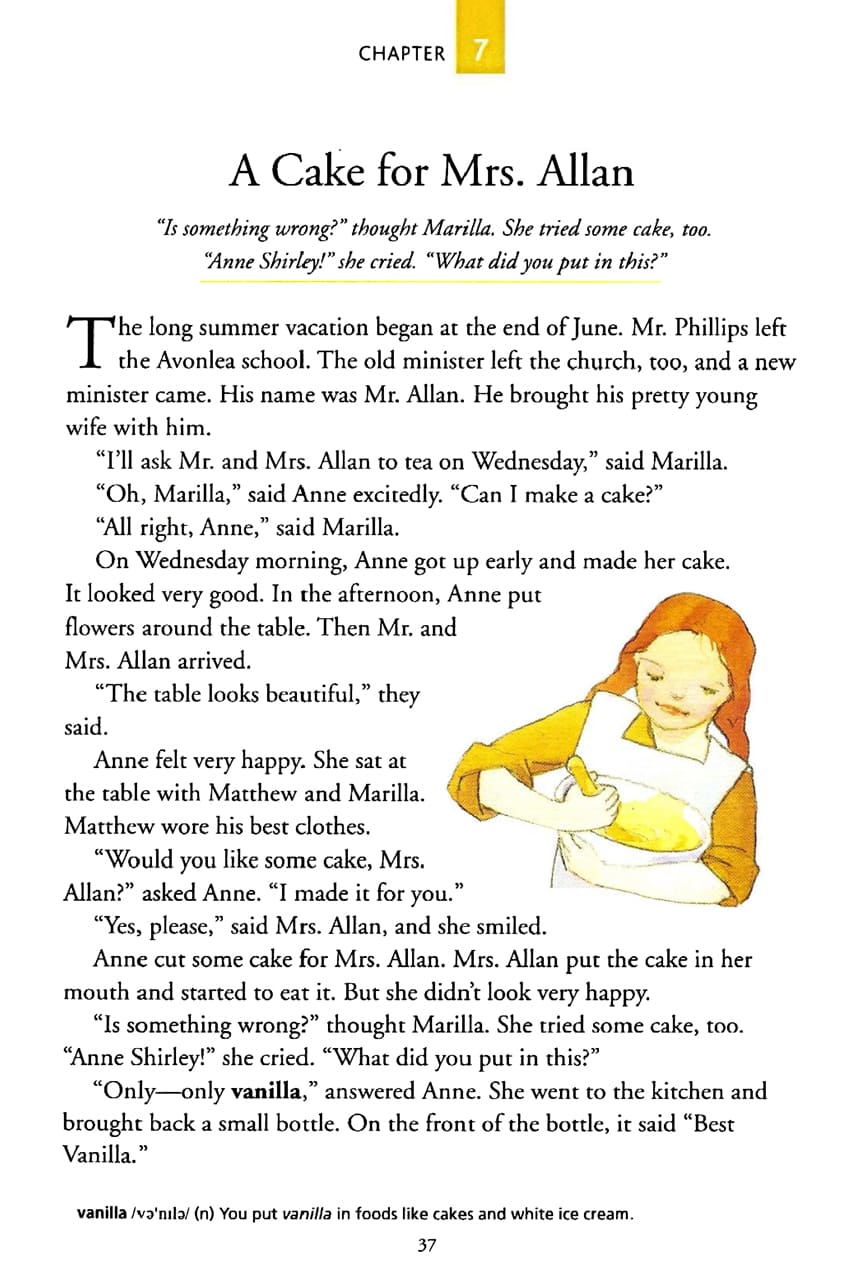 CHAPTER 7
A Cake for Mrs. Allan
“Is something wrong?” thought Marilla. She tried some cake, too.
“Anne Shirley!” she cried. “What did you put in this?”
The long summer vacation began at the end of June. Mr. Phillips left
the Avonlea school. The old minister left the church, too, and a new
minister came. His name was Mr. Allan. He brought his pretty young
wife with him.
“I’ll ask Mr. and Mrs. Allan to tea on Wednesday,” said Marilla.
“Oh, Marilla,” said Anne excitedly. “Can I make a cake?”
“All right, Anne,” said Marilla.
On Wednesday morning, Anne got up early and made her cake.
It looked very good. In the afternoon, Anne put
flowers around the table. Then Mr. and
Mrs. Allan arrived.
“The table looks beautiful,” they
said.
Anne felt very happy. She sat at
the table with Matthew and Marilla.
Matthew wore his best clothes.
“Would you like some cake, Mrs.
Allan?” asked Anne. “I made it for you.”
“Yes, please,” said Mrs. Allan, and she smiled.
Anne cut some cake for Mrs. Allan. Mrs. Allan put the cake in her
mouth and started to eat it. But she didn’t look very happy.
“Is something wrong?” thought Marilla. She tried some cake, too.
“Anne Shirley!” she cried. “What did you put in this?”
“Only—only vanilla,” answered Anne. She went to the kitchen and
brought back a small bottle. On the front of the bottle, it said “Best
Vanilla.”
vanilla /vəˈnɪlə/ (n) You put vanilla in foods like cakes and white ice cream.
37